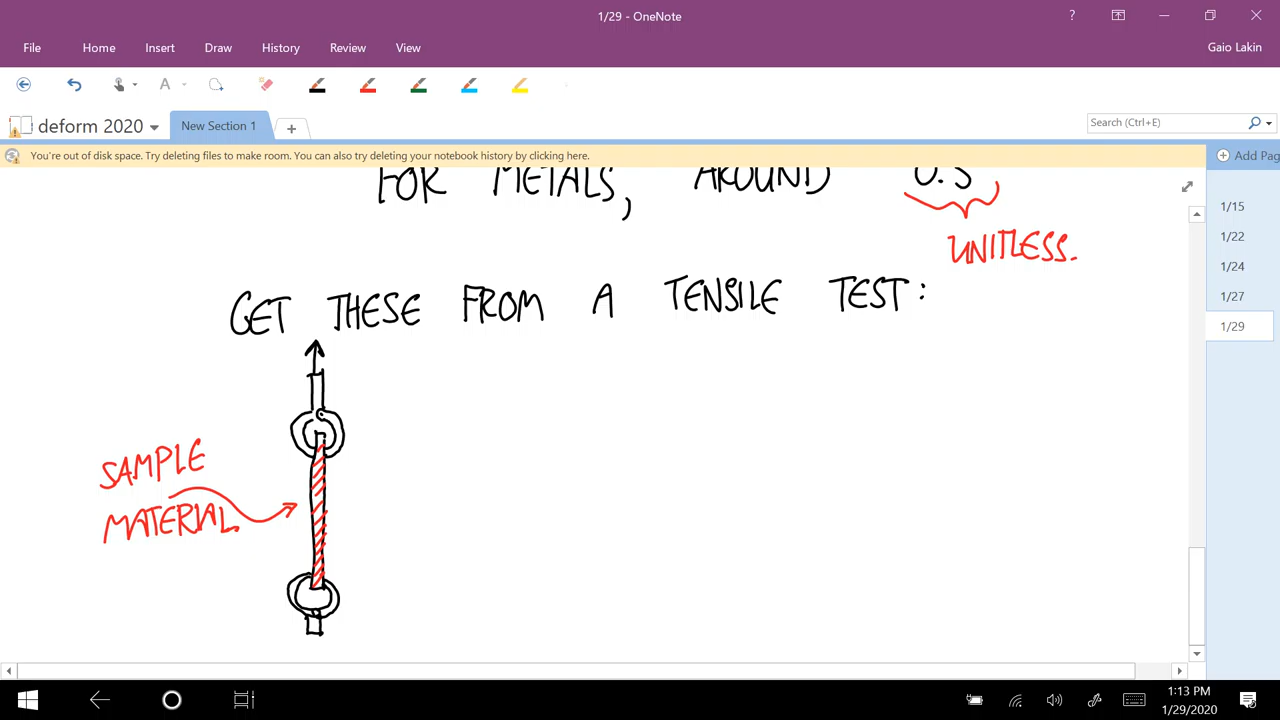 1/29 - OneNote
?
File Home Insert Draw History Review View
Gaio Lakin
A
deform 2020
New Section 1
+
Search (Ctrl+E)
You're out of disk space. Try deleting files to make room. You can also try deleting your notebook history by clicking here.
Add Pag
1/15
1/22
1/24
1/27
1/29
FOR METALS, AROUND
UNITLESS.
GET THESE FROM A TENSILE TEST:
SAMPLE
MATERIAL.
1:13 PM
1/29/2020